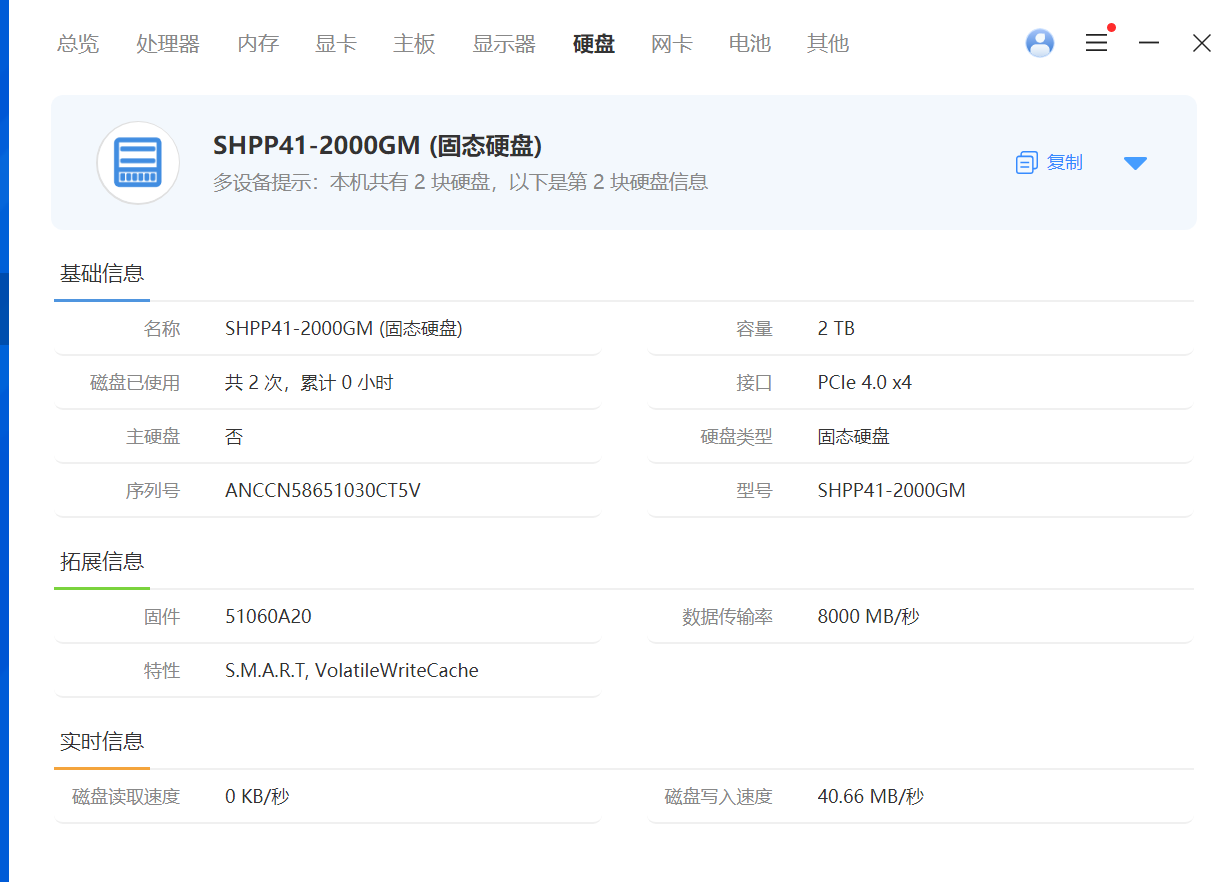 总览 处理器 内存 显卡 主板 显示器 硬盘 网卡 电池 其他
SHPP41-2000GM (固态硬盘)
多设备提示：本机共有 2 块硬盘，以下是第 2 块硬盘信息
复制
基础信息
名称 SHPP41-2000GM (固态硬盘) 容量 2 TB
磁盘已使用 共 2 次，累计 0 小时 接口 PCIe 4.0 x4
主硬盘 否 硬盘类型 固态硬盘
序列号 ANCCN58651030CT5V 型号 SHPP41-2000GM
拓展信息
固件 51060A20 数据传输率 8000 MB/秒
特性 S.M.A.R.T, VolatileWriteCache
实时信息
磁盘读取速度 0 KB/秒 磁盘写入速度 40.66 MB/秒